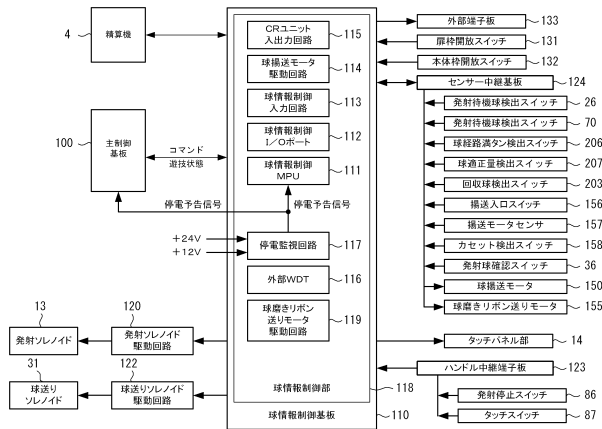 4
精算機
100
主制御
基板
コマンド
遊技状態
停電予告信号
停電予告信号
+24V
+12V
CRユニット
入出力回路
115
球揚送モータ
駆動回路
114
球情報制御
入力回路
113
球情報制御
I/Oポート
112
球情報制御
MPU
111
停電監視回路
117
外部WDT
116
球磨きリボン
送りモータ
駆動回路
119
球情報制御部
118
球情報制御基板
110
13
発射ソレノイド
120
発射ソレノイド
駆動回路
31
球送り
ソレノイド
122
球送りソレノイド
駆動回路
外部端子板
133
扉枠開放スイッチ
131
本体枠開放スイッチ
132
センサー中継基板
124
発射待機球検出スイッチ
26
発射待機球検出スイッチ
70
球経路満タン検出スイッチ
206
球適正量検出スイッチ
207
回収球検出スイッチ
203
揚送入口スイッチ
156
揚送モータセンサ
157
カセット検出スイッチ
158
発射球確認スイッチ
36
球揚送モータ
150
球磨きリボン送りモータ
155
タッチパネル部
14
ハンドル中継端子板
123
発射停止スイッチ
86
タッチスイッチ
87